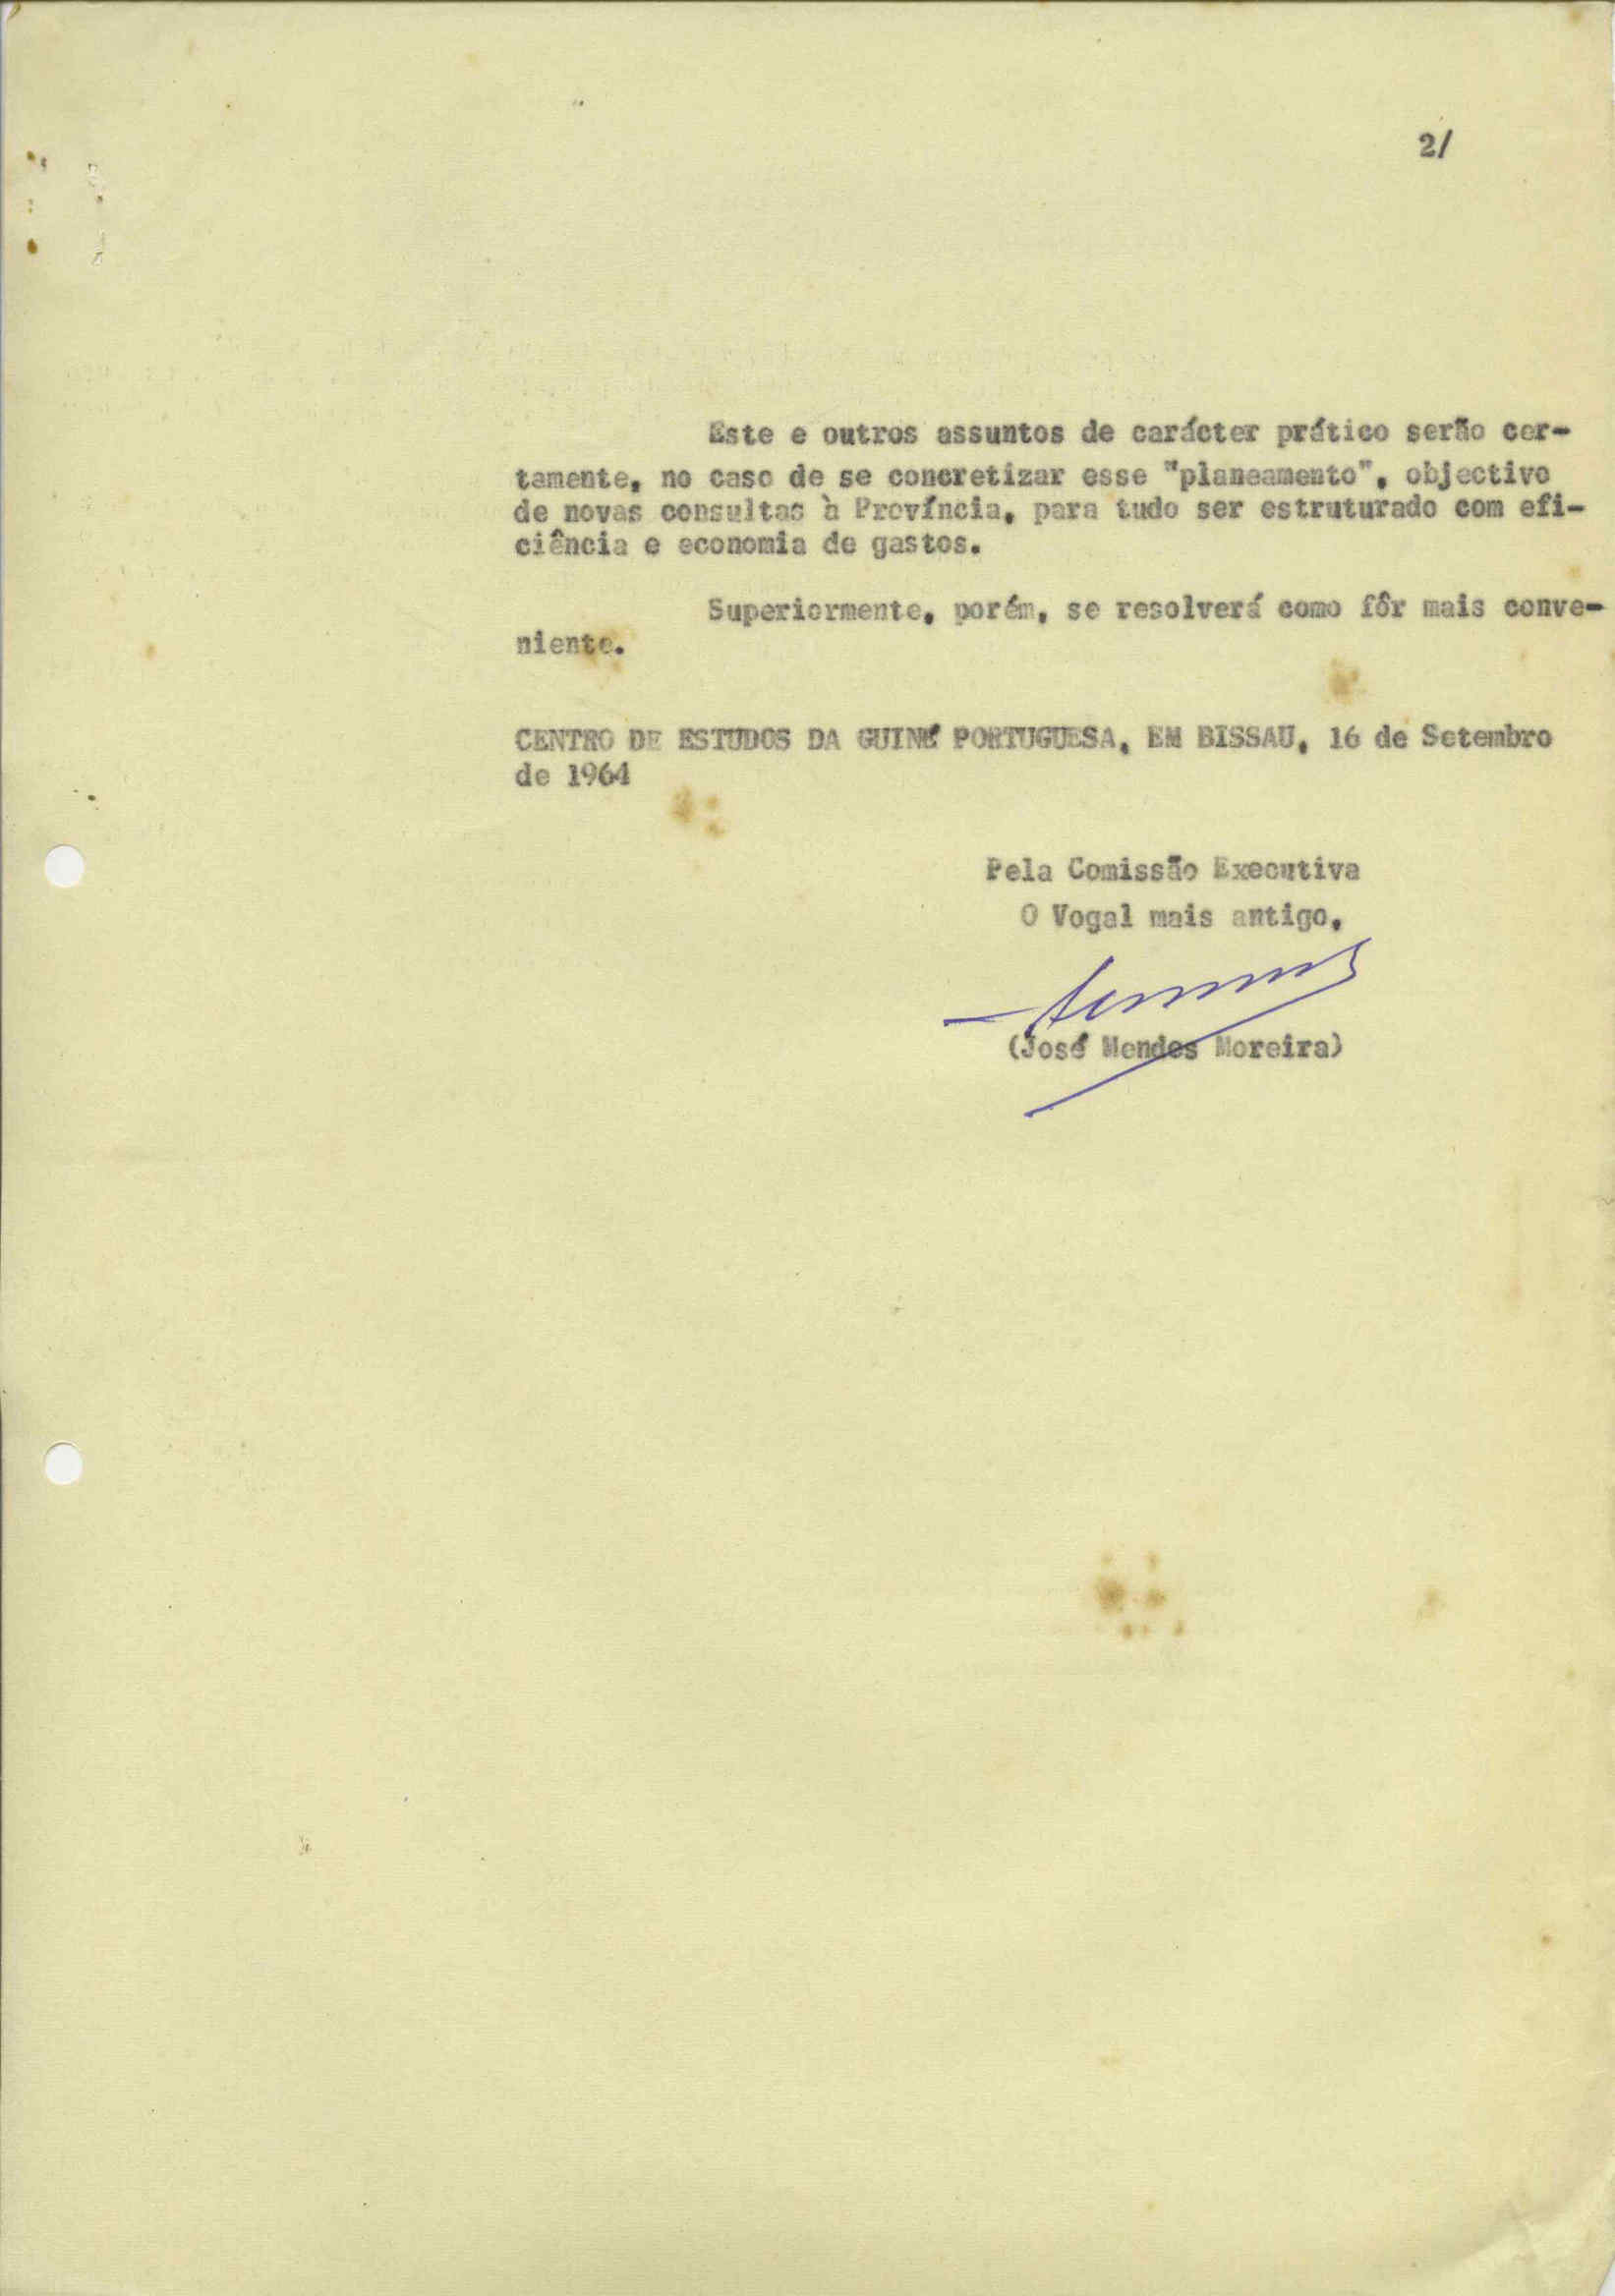 2/
Este e outros assuntos de carácter prático serão cer-
tamente, no caso de se concretizar esse "planeamento", objectivo
de novas consultas à Província, para tudo ser estruturado com efi-
ciência e economia de gastos.
Superiormente, porém, se resolverá como fôr mais conve-
niente.
CENTRO DE ESTUDOS DA GUINÉ PORTUGUESA, EM BISSAU, 16 de Setembro
de 1964
Pela Comissão Executiva
O Vogal mais antigo,
(José Mendes Moreira)